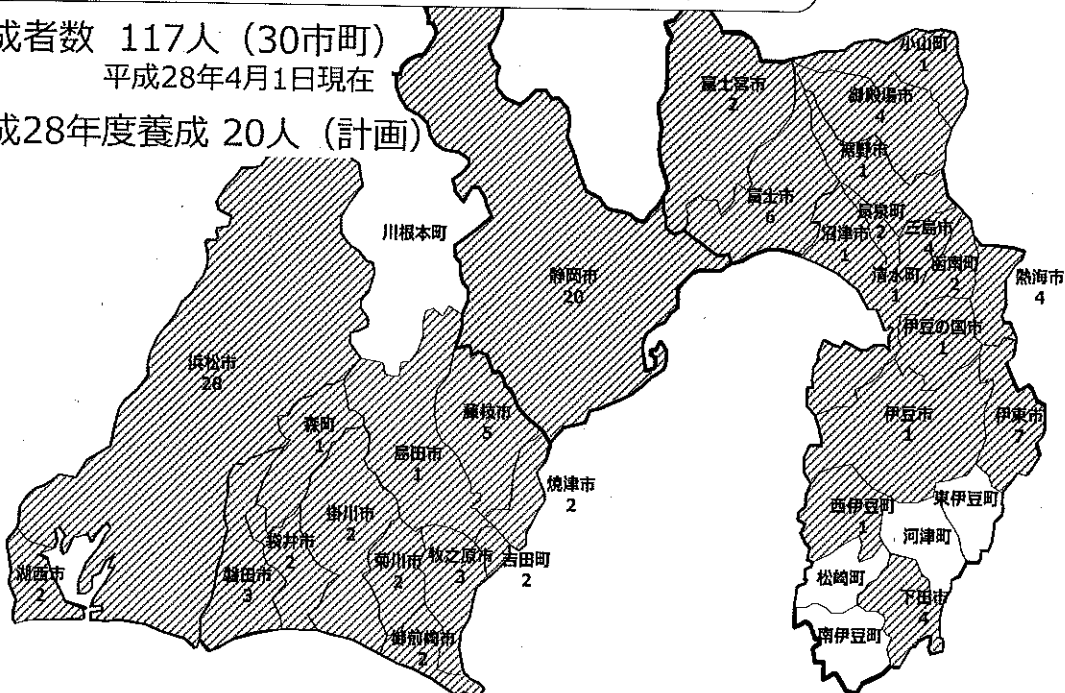 成者数 117人（30市町）
平成28年4月1日現在
成28年度養成 20人（計画）
小山町
1
富士宮市
2
御殿場市
4
裾野市
1
富士市
6
長泉町
2
沼津市
1
三島市
4
清水町
1
函南町
2
熱海市
4
川根本町
静岡市
20
伊豆の国市
1
浜松市
28
森町
1
藤枝市
5
島田市
1
伊豆市
1
伊東市
7
焼津市
2
掛川市
2
袋井市
2
菊川市
2
牧之原市
3
吉田町
2
西伊豆町
1
東伊豆町
河津町
湖西市
2
磐田市
3
松崎町
下田市
4
御前崎市
2
南伊豆町